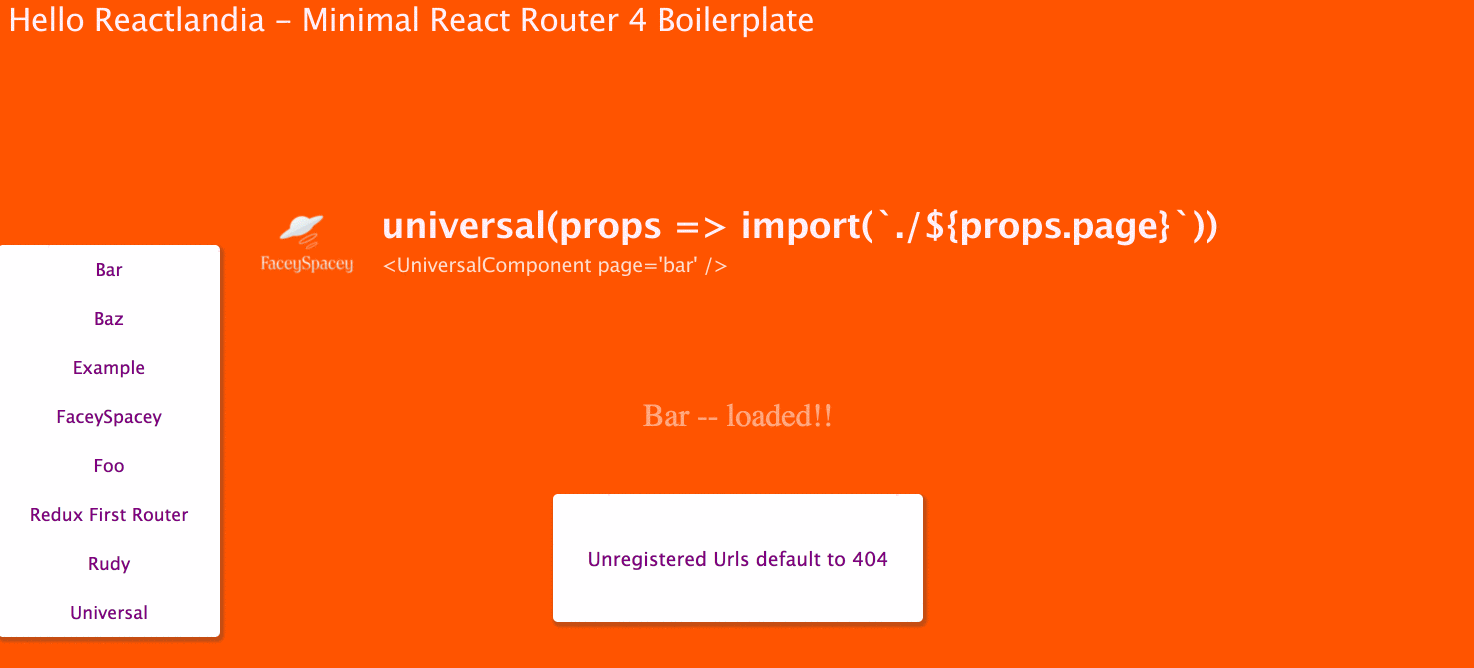 Hello Reactlandia – Minimal React Router 4 Boilerplate
universal(props => import(`./${props.page}`))
FaceySpacey
<UniversalComponent page='bar' />
Bar
Baz
Example
FaceySpacey
Foo
Redux First Router
Rudy
Universal
Bar -- loaded!!
Unregistered Urls default to 404